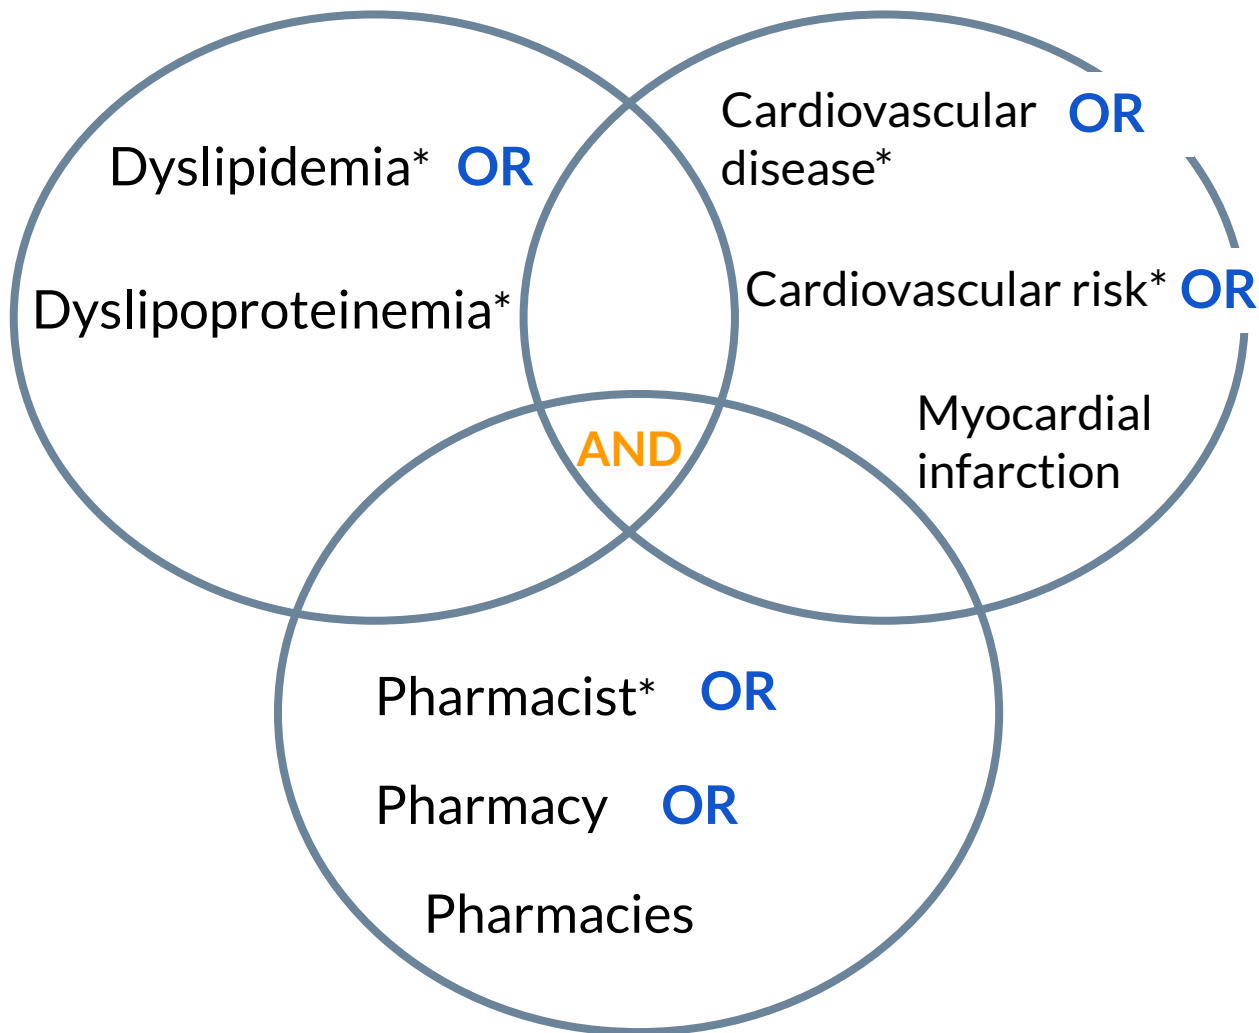 Dyslipidemia* OR
Dyslipoproteinemia*
Cardiovascular OR
disease*
Cardiovascular risk* OR
Myocardial
infarction
AND
Pharmacist* OR
Pharmacy OR
Pharmacies